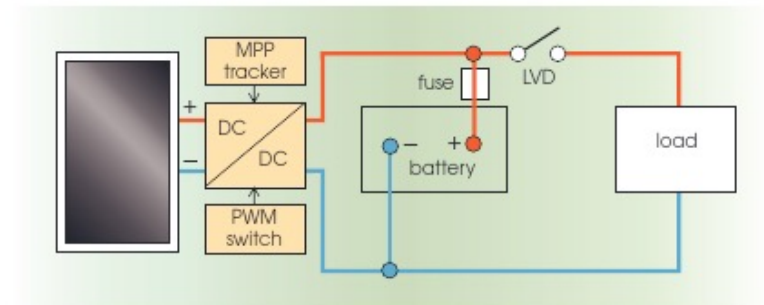 MPP
tracker
+
DC
DC
–
PWM
switch
fuse
LVD
– +
battery
load